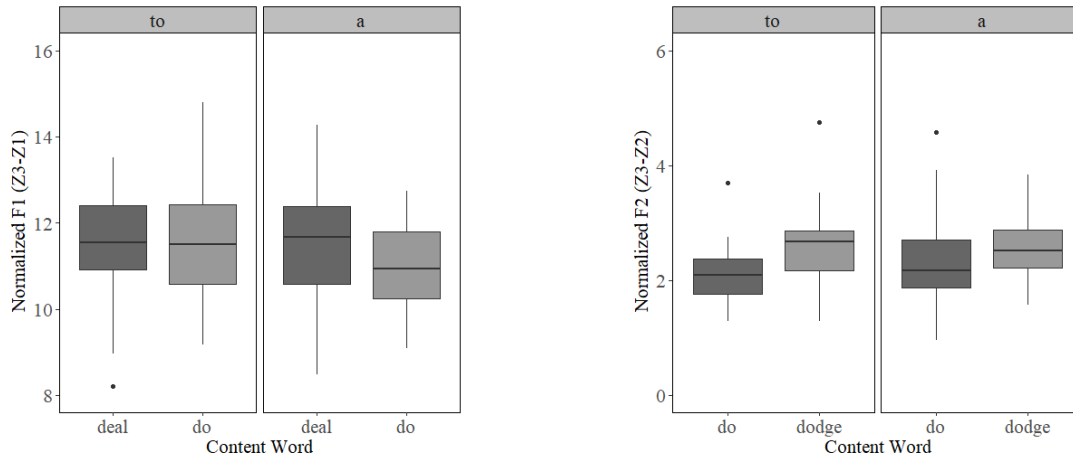 to a
16
14
12
10
8
Normalized F1 (Z3-Z1)
deal do deal do
Content Word
to a
6
4
2
0
Normalized F2 (Z3-Z2)
do dodge do dodge
Content Word